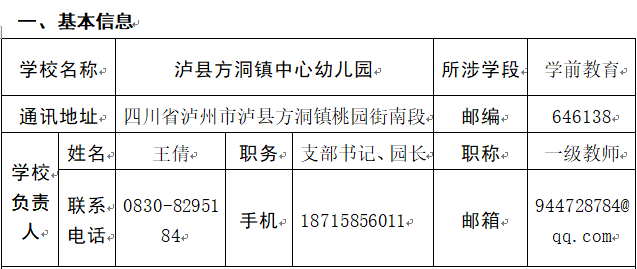 一、基本信息
学校名称 泸县方洞镇中心幼儿园 所涉学段 学前教育
通讯地址 四川省泸州市泸县方洞镇桃园街南段 邮编 646138
学校负责人 姓名 王倩 职务 支部书记、园长 职称 一级教师
联系电话 0830-8295184 手机 18715856011 邮箱 944728784@qq.com